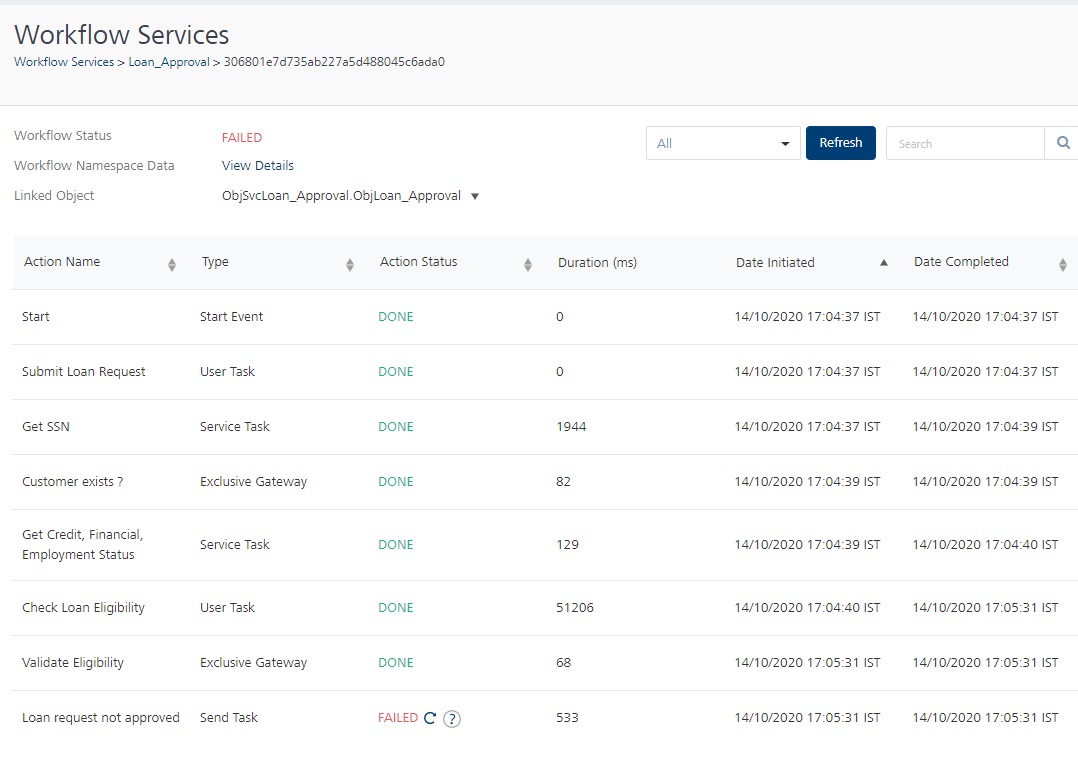 Workflow Services
Workflow Services > Loan_Approval > 306801e7d735ab227a5d488045c6ada0
Workflow Status FAILED
Workflow Namespace Data View Details
Linked Object ObjSvcLoan_Approval.ObjLoan_Approval
All Refresh Search
Action Name Type Action Status Duration (ms) Date Initiated Date Completed
Start Start Event DONE 0 14/10/2020 17:04:37 IST 14/10/2020 17:04:37 IST
Submit Loan Request User Task DONE 0 14/10/2020 17:04:37 IST 14/10/2020 17:04:37 IST
Get SSN Service Task DONE 1944 14/10/2020 17:04:37 IST 14/10/2020 17:04:39 IST
Customer exists ? Exclusive Gateway DONE 82 14/10/2020 17:04:39 IST 14/10/2020 17:04:39 IST
Get Credit, Financial,
Employment Status Service Task DONE 129 14/10/2020 17:04:39 IST 14/10/2020 17:04:40 IST
Check Loan Eligibility User Task DONE 51206 14/10/2020 17:04:40 IST 14/10/2020 17:05:31 IST
Validate Eligibility Exclusive Gateway DONE 68 14/10/2020 17:05:31 IST 14/10/2020 17:05:31 IST
Loan request not approved Send Task FAILED ? 533 14/10/2020 17:05:31 IST 14/10/2020 17:05:31 IST